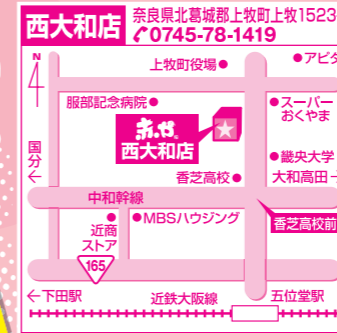 西大和店
奈良県北葛城郡上牧町上牧1523
0745-78-1419
N
上牧町役場
アピタ
服部記念病院
スーパー
おくやま
赤や
西大和店
国分
←
畿央大学
香芝高校
大和高田→
中和幹線
MBSハウジング
香芝高校前
近商
ストア
165
←下田駅
近鉄大阪線
五位堂駅